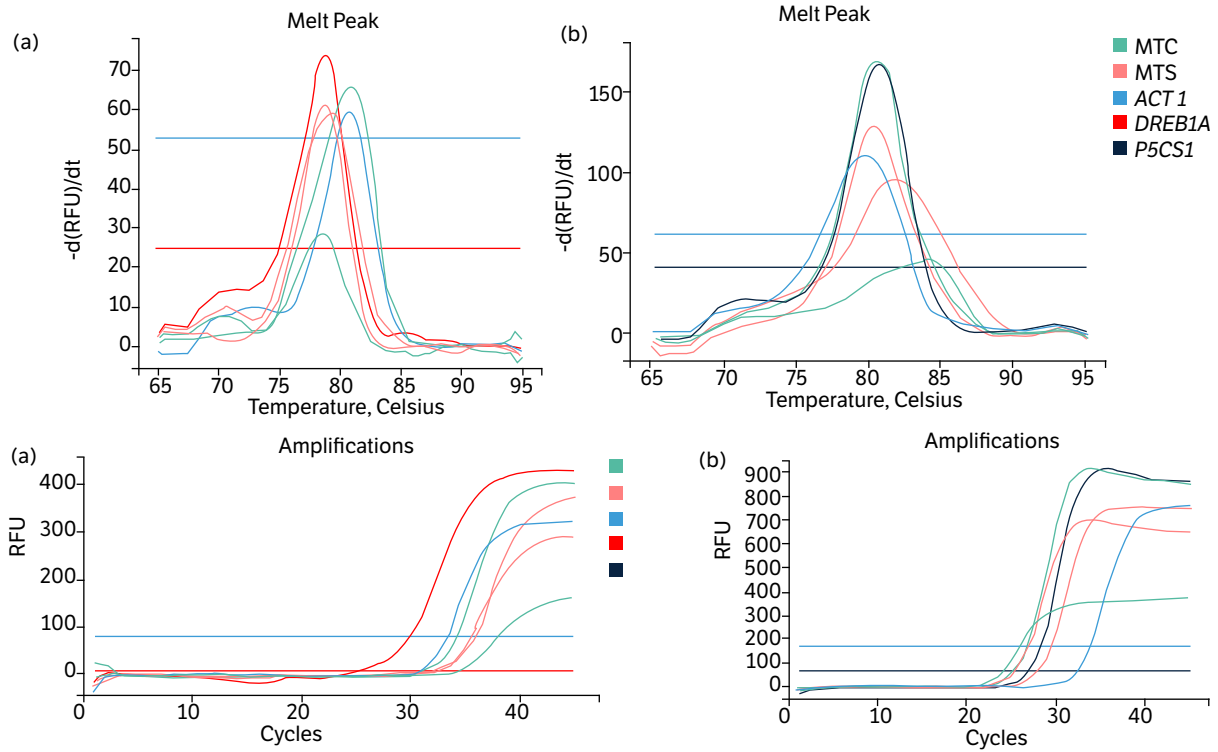 Melt Peak
(a)
-d(RFU)/dt
70
60
50
40
30
20
10
0
65 70 75 80 85 90 95
Temperature, Celsius
Melt Peak
(b)
-d(RFU)/dt
150
100
50
0
65 70 75 80 85 90 95
Temperature, Celsius
MTC
MTS
ACT 1
DREB1A
P5CS1
Amplifications
(a)
RFU
400
300
200
100
0
10 20 30 40
Cycles
Amplifications
(b)
RFU
900
800
700
600
500
400
300
200
100
0
0 10 20 30 40
Cycles